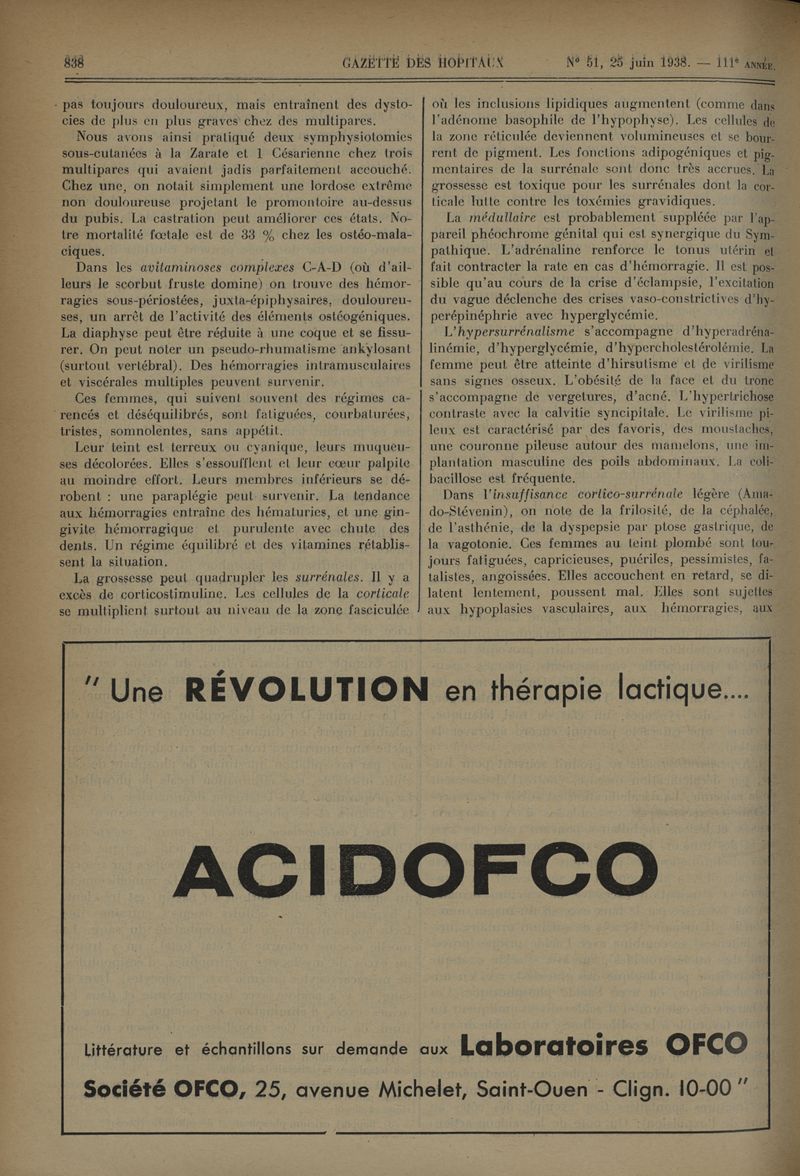 838
GAZETTE DES HOPITAUX
N° 51, 25 juin 1938. — 111e ANNÉE.
pas toujours douloureux, mais entraînent des dysto-
cies de plus en plus graves chez des multipares.
Nous avons ainsi pratiqué deux symphysiotomies
sous-cutanées à la Zarate et 1 Césarienne chez trois
multipares qui avaient jadis parfaitement accouché.
Chez une, on notait simplement une lordose extrême
non douloureuse projetant le promontoire au-dessus
du pubis. La castration peut améliorer ces états. No-
tre mortalité fœtale est de 33 % chez les ostéo-mala-
ciques.
Dans les avitaminoses complexes C-A-D (où d'ail-
leurs le scorbut fruste domine) on trouve des hémor-
ragies sous-périostées, juxta-épiphysaires, douloureu-
ses, un arrêt de l'activité des éléments ostéogéniques.
La diaphyse peut être réduite à une coque et se fissu-
rer. On peut noter un pseudo-rhumatisme ankylosant
(surtout vertébral). Des hémorragies intramusculaires
et viscérales multiples peuvent survenir.
Ces femmes, qui suivent souvent des régimes ca-
rencés et déséquilibrés, sont fatiguées, courbaturées,
tristes, somnolentes, sans appétit.
Leur teint est terreux ou cyanique, leurs muqueu-
ses décolorées. Elles s'essoufflent et leur cœur palpite
au moindre effort. Leurs membres inférieurs se dé-
robent : une paraplégie peut survenir. La tendance
aux hémorragies entraîne des hématuries, et une gin-
givite hémorragique et purulente avec chute des
dents. Un régime équilibré et des vitamines rétablis-
sent la situation.
La grossesse peut quadrupler les surrénales. Il y a
excès de corticostimuline. Les cellules de la corticale
se multiplient surtout au niveau de la zone fasciculée
où les inclusions lipidiques augmentent (comme dans
l'adénome basophile de l'hypophyse). Les cellules de
la zone réticulée deviennent volumineuses et se bour-
rent de pigment. Les fonctions adipogéniques et pig-
mentaires de la surrénale sont donc très accrues. La
grossesse est toxique pour les surrénales dont la cor-
ticale lutte contre les toxémies gravidiques.
La médullaire est probablement suppléée par l'ap-
pareil phéochrome génital qui est synergique du Sym-
pathique. L'adrénaline renforce le tonus utérin et
fait contracter la rate en cas d'hémorragie. Il est pos-
sible qu'au cours de la crise d'éclampsie, l'excitation
du vague déclenche des crises vaso-constrictives d'hy-
perépinéphrie avec hyperglycémie.
L'hypersurrénalisme s'accompagne d'hyperadréna-
linémie, d'hyperglycémie, d'hypercholestérolémie. La
femme peut être atteinte d'hirsutisme et de virilisme
sans signes osseux. L'obésité de la face et du tronc
s'accompagne de vergetures, d'acné. L'hypertrichose
contraste avec la calvitie syncipitale. Le virilisme pi-
leux est caractérisé par des favoris, des moustaches,
une couronne pileuse autour des mamelons, une im-
plantation masculine des poils abdominaux. La coli-
bacillose est fréquente.
Dans l'insuffisance cortico-surrénale légère (Ama-
do-Stévenin), on note de la frilosité, de la céphalée,
de l'asthénie, de la dyspepsie par ptose gastrique, de
la vagotonie. Ces femmes au teint plombé sont tou-
jours fatiguées, capricieuses, puériles, pessimistes, fa-
talistes, angoissées. Elles accouchent en retard, se di-
latent lentement, poussent mal. Elles sont sujettes
aux hypoplasies vasculaires, aux hémorragies, aux
" Une RÉVOLUTION en thérapie lactique....
ACIDOFCO
Littérature et échantillons sur demande aux Laboratoires OFCO
Société OFCO, 25, avenue Michelet, Saint-Ouen - Clign. 10-00 "